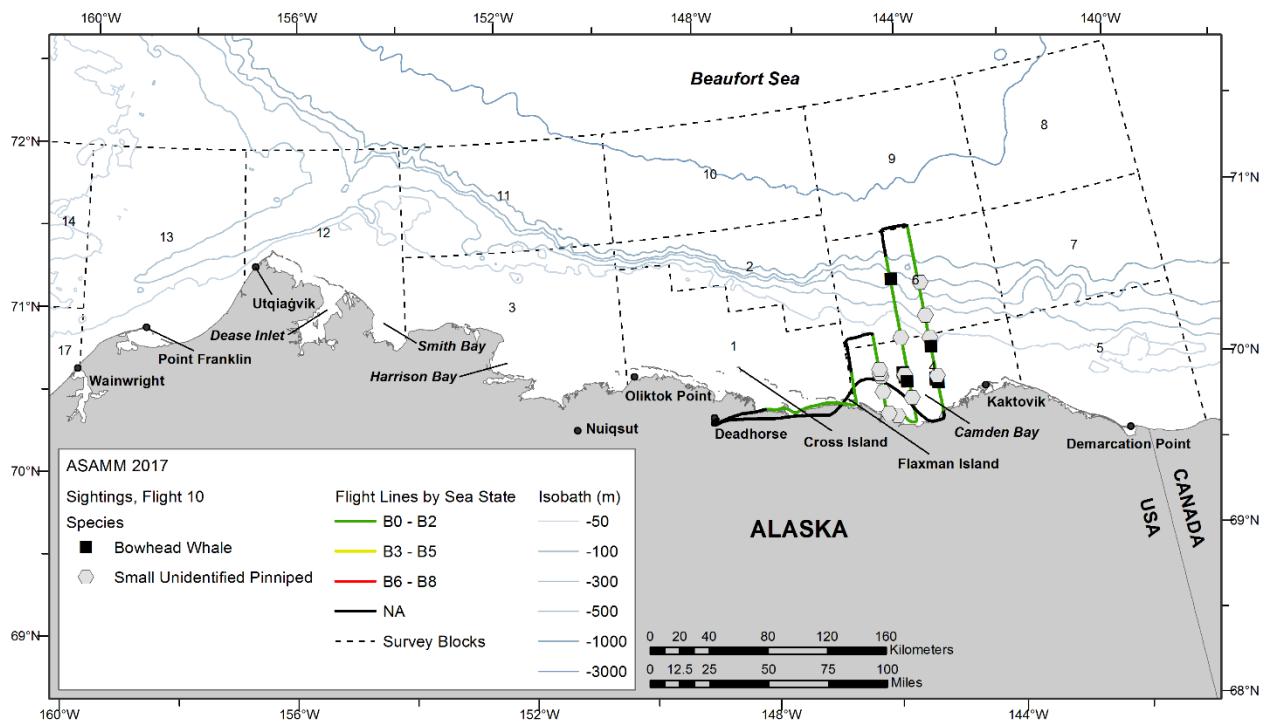 160°W 156°W 152°W 148°W 144°W 140°W
Beaufort Sea
72°N
71°N
70°N
69°N
71°N
70°N
69°N
68°N
8
9
10
11
14
13
12
7
2
6
3
17
1
5
4
Utqiaġvik
Dease Inlet
Smith Bay
Point Franklin
Harrison Bay
Wainwright
Oliktok Point
Kaktovik
Nuiqsut
Deadhorse
Cross Island
Camden Bay
Demarcation Point
Flaxman Island
ALASKA
USA
CANADA
ASAMM 2017
Sightings, Flight 10
Species
Bowhead Whale
Small Unidentified Pinniped
Flight Lines by Sea State
B0 - B2
B3 - B5
B6 - B8
NA
Survey Blocks
Isobath (m)
-50
-100
-300
-500
-1000
-3000
0 20 40 80 120 160
Kilometers
0 12.5 25 50 75 100
Miles
160°W 156°W 152°W 148°W 144°W 140°W